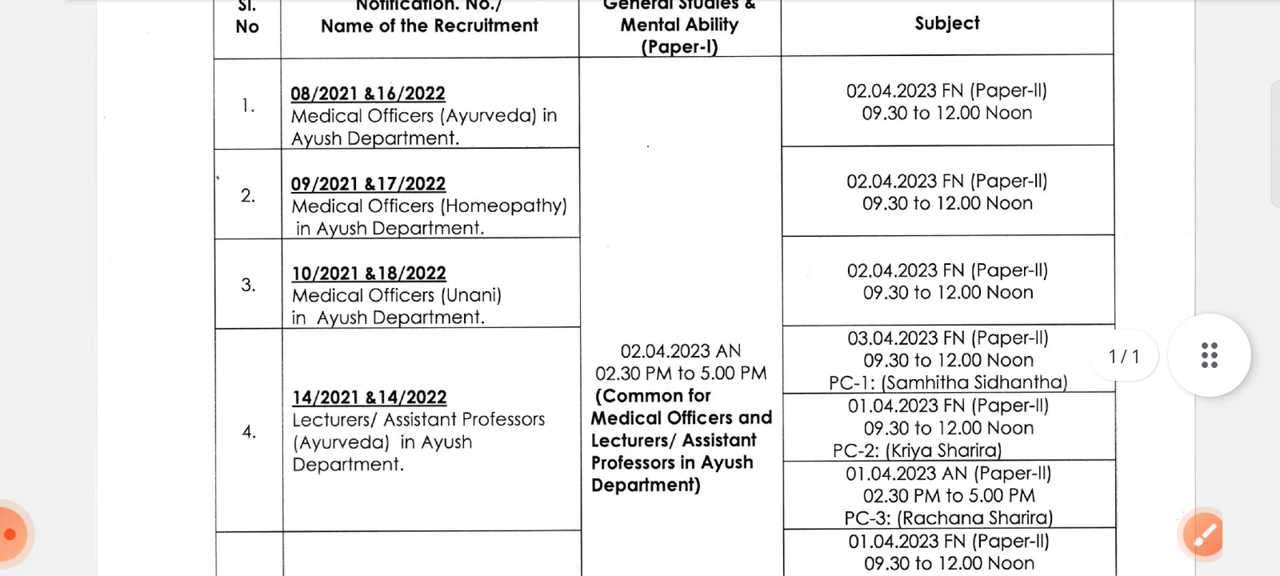 Sl.
No
Notification. No./
Name of the Recruitment
General Studies &
Mental Ability
(Paper-I)
Subject
1.
08/2021 &16/2022
Medical Officers (Ayurveda) in
Ayush Department.
02.04.2023 FN (Paper-II)
09.30 to 12.00 Noon
2.
09/2021 &17/2022
Medical Officers (Homeopathy)
in Ayush Department.
02.04.2023 FN (Paper-II)
09.30 to 12.00 Noon
3.
10/2021 &18/2022
Medical Officers (Unani)
in Ayush Department.
02.04.2023 FN (Paper-II)
09.30 to 12.00 Noon
02.04.2023 AN
02.30 PM to 5.00 PM
(Common for
Medical Officers and
Lecturers/ Assistant
Professors in Ayush
Department)
4.
14/2021 &14/2022
Lecturers/ Assistant Professors
(Ayurveda) in Ayush
Department.
03.04.2023 FN (Paper-II)
09.30 to 12.00 Noon
PC-1: (Samhitha Sidhantha)
01.04.2023 FN (Paper-II)
09.30 to 12.00 Noon
PC-2: (Kriya Sharira)
01.04.2023 AN (Paper-II)
02.30 PM to 5.00 PM
PC-3: (Rachana Sharira)
01.04.2023 FN (Paper-II)
09.30 to 12.00 Noon
1/1